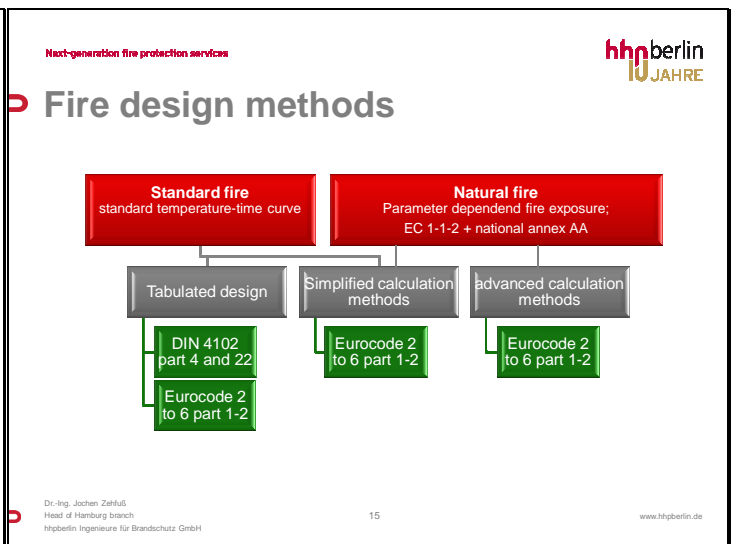 Next-generation fire protection services
hhpberlin
10 JAHRE
Fire design methods
Standard fire
standard temperature-time curve
Natural fire
Parameter dependend fire exposure;
EC 1-1-2 + national annex AA
Tabulated design
Simplified calculation
methods
advanced calculation
methods
DIN 4102
part 4 and 22
Eurocode 2
to 6 part 1-2
Eurocode 2
to 6 part 1-2
Eurocode 2
to 6 part 1-2
Dr.-Ing. Jochen Zehfuß
Head of Hamburg branch
hhpberlin Ingenieure für Brandschutz GmbH
15
www.hhpberlin.de